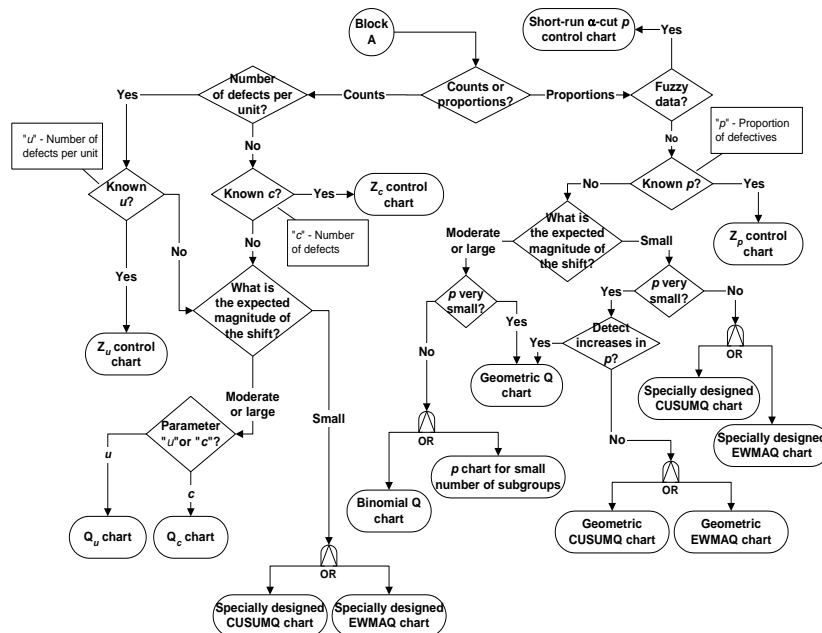 Block
A
Short-run α-cut p
control chart
Yes
Number
of defects per
unit?
Counts
Counts or
proportions?
Proportions
Fuzzy
data?
Yes
"u" - Number of
defects per unit
No
No
"p" - Proportion
of defectives
Known
u?
Known c?
Yes
Zc control
chart
No
Known p?
Yes
"c" - Number
of defects
Zp control
chart
No
No
Yes
What is
the expected
magnitude of
the shift?
Moderate
or large
What is
the expected
magnitude of
the shift?
Small
p very
small?
Yes
No
Zu control
chart
p very
small?
Yes
No
Yes
Detect
increases in
p?
OR
Geometric Q
chart
Specially designed
CUSUMQ chart
Specially designed
EWMAQ chart
Moderate
or large
Small
Parameter
"u"or "c"?
u
c
OR
No
p chart for small
number of subgroups
Binomial Q
chart
OR
Qu chart
Qc chart
Geometric
CUSUMQ chart
Geometric
EWMAQ chart
OR
Specially designed
CUSUMQ chart
Specially designed
EWMAQ chart